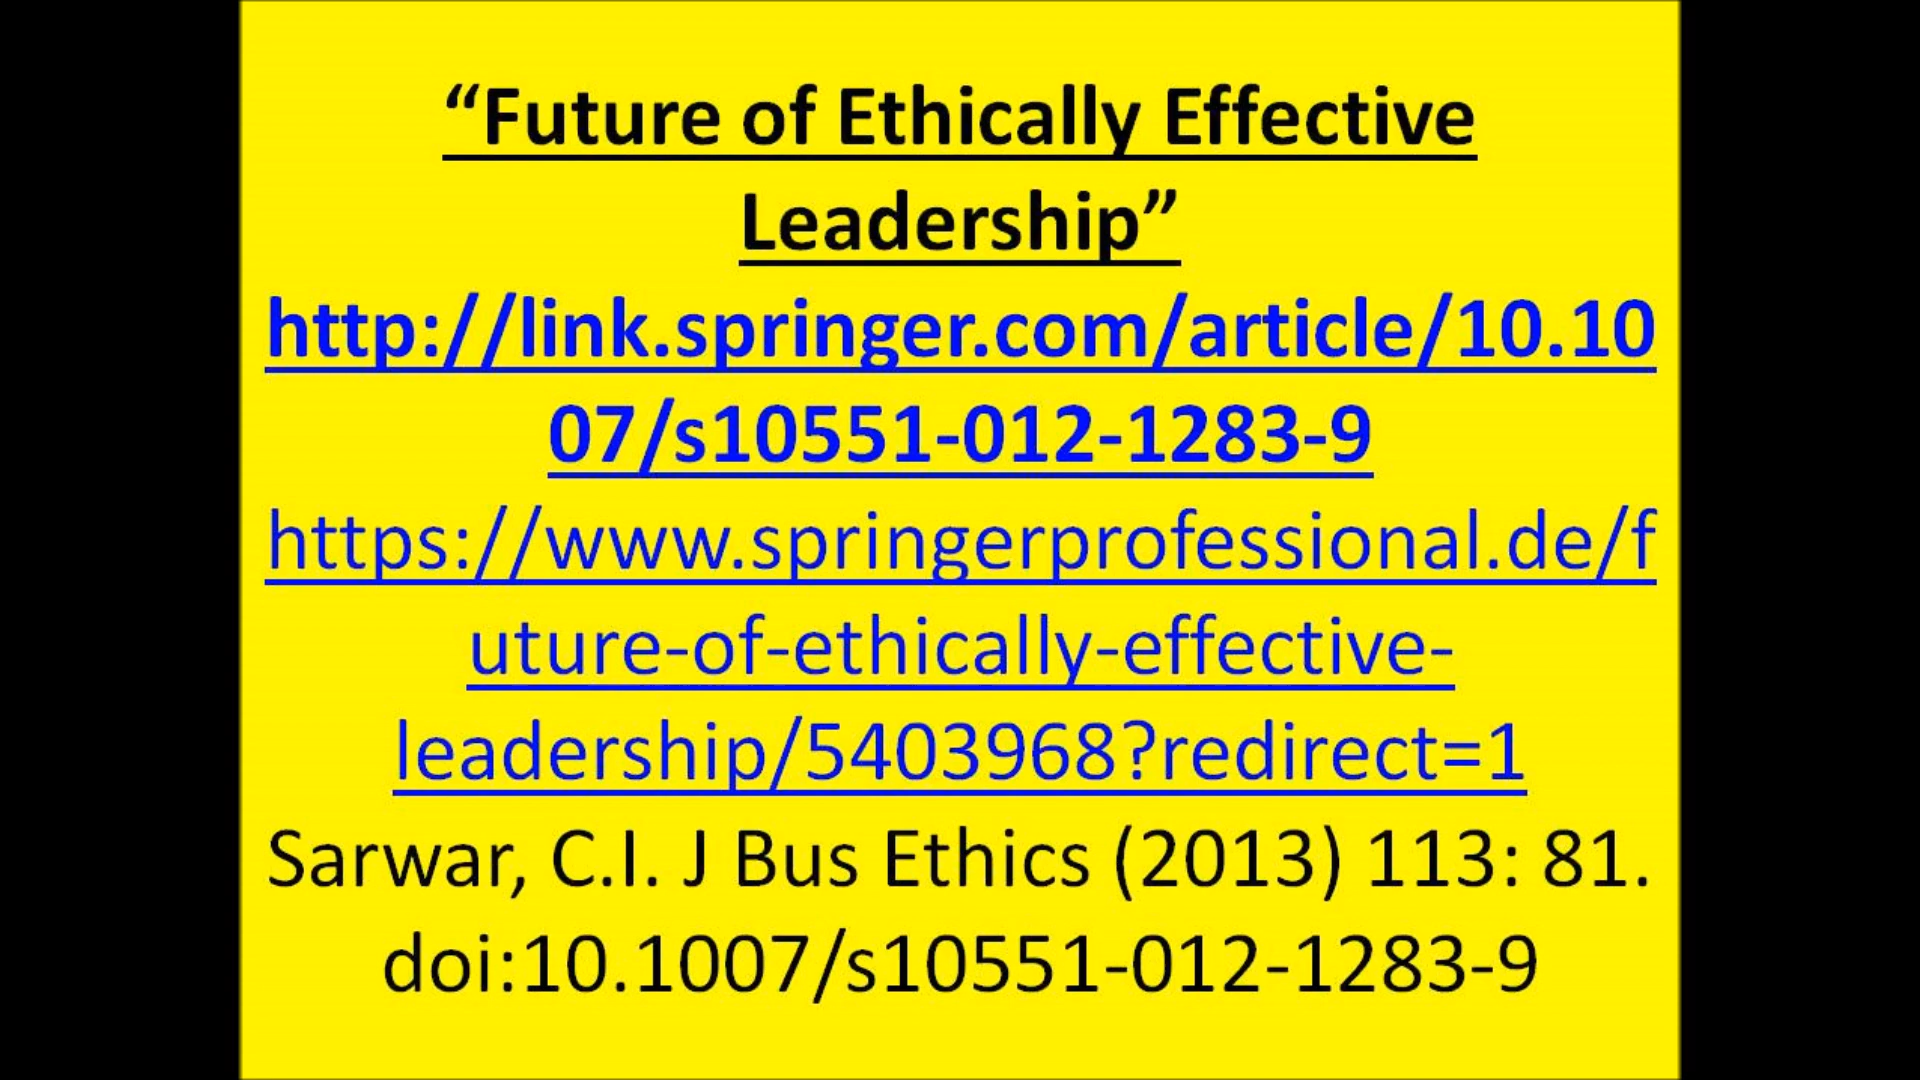 “Future of Ethically Effective
Leadership”
http://link.springer.com/article/10.10
07/s10551-012-1283-9
https://www.springerprofessional.de/f
uture-of-ethically-effective-
leadership/5403968?redirect=1
Sarwar, C.I. J Bus Ethics (2013) 113: 81.
doi:10.1007/s10551-012-1283-9